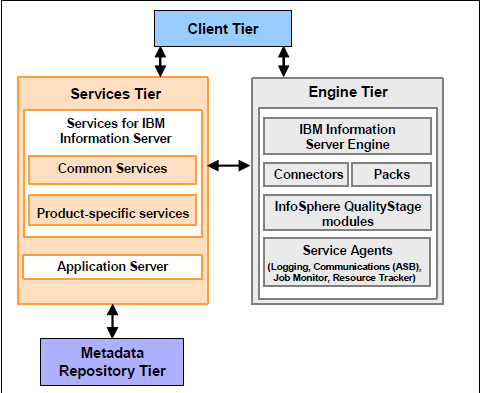 Client Tier
Services Tier
Services for IBM
Information Server
Common Services
Product-specific services
Application Server
Engine Tier
IBM Information
Server Engine
Connectors
Packs
InfoSphere QualityStage
modules
Service Agents
(Logging, Communications (ASB),
Job Monitor, Resource Tracker)
Metadata
Repository Tier